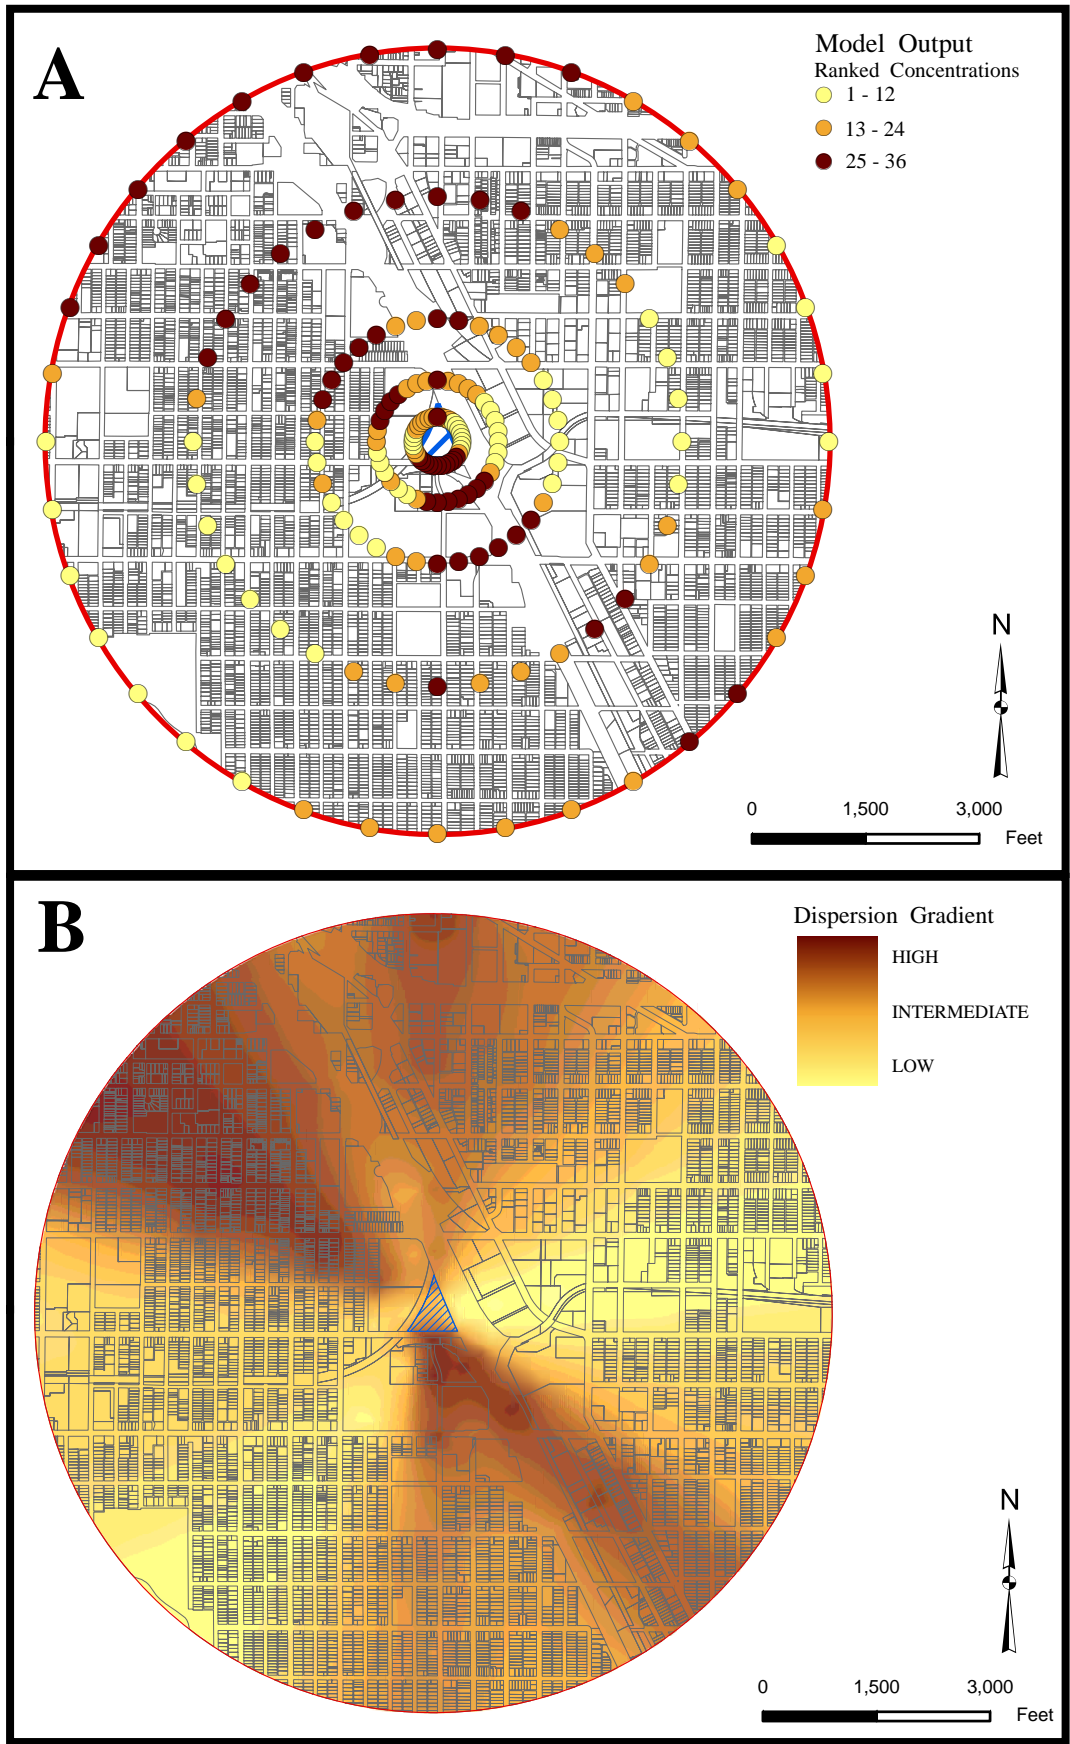 A
Model Output
Ranked Concentrations
1 - 12
13 - 24
25 - 36
N
0 1,500 3,000
Feet
B
Dispersion Gradient
HIGH
INTERMEDIATE
LOW
N
0 1,500 3,000
Feet